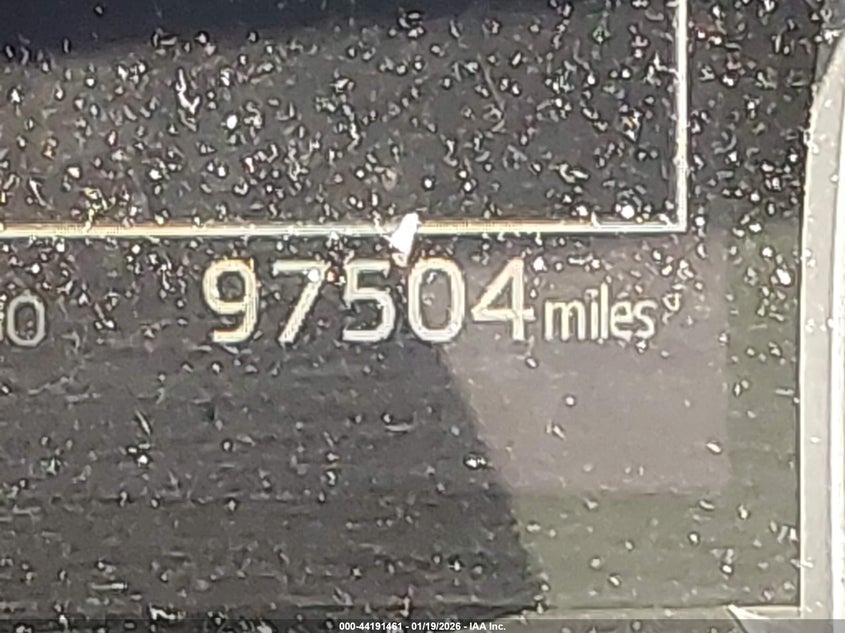 97504 miles
000-44191461 - 01/19/2026 - IAA Inc.